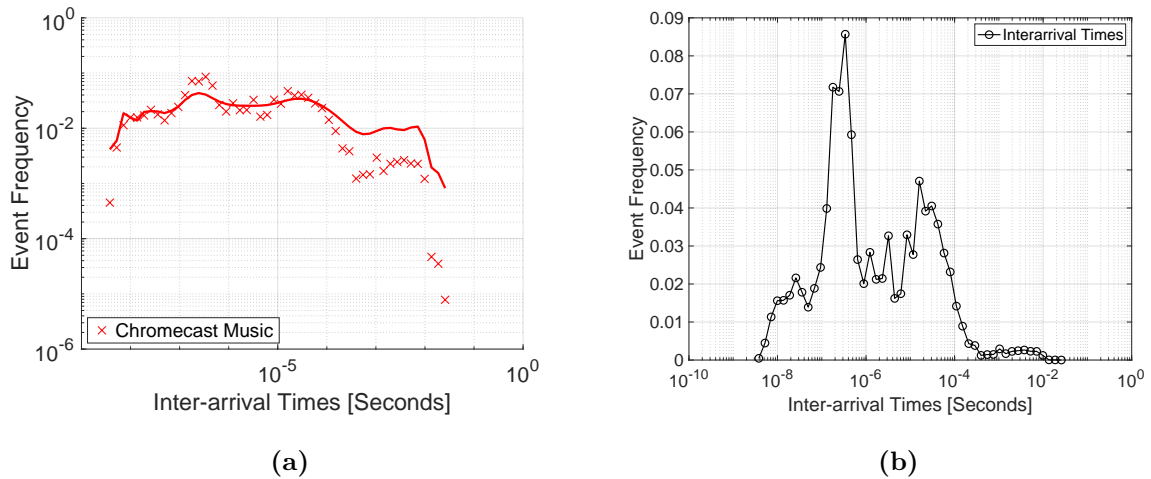 10^0
10^-2
10^-4
10^-6
Event Frequency
10^-5
10^0
Inter-arrival Times [Seconds]
Chromecast Music
(a)
0.09
0.08
0.07
0.06
0.05
0.04
0.03
0.02
0.01
0
Event Frequency
10^-10
10^-8
10^-6
10^-4
10^-2
10^0
Inter-arrival Times [Seconds]
Interarrival Times
(b)